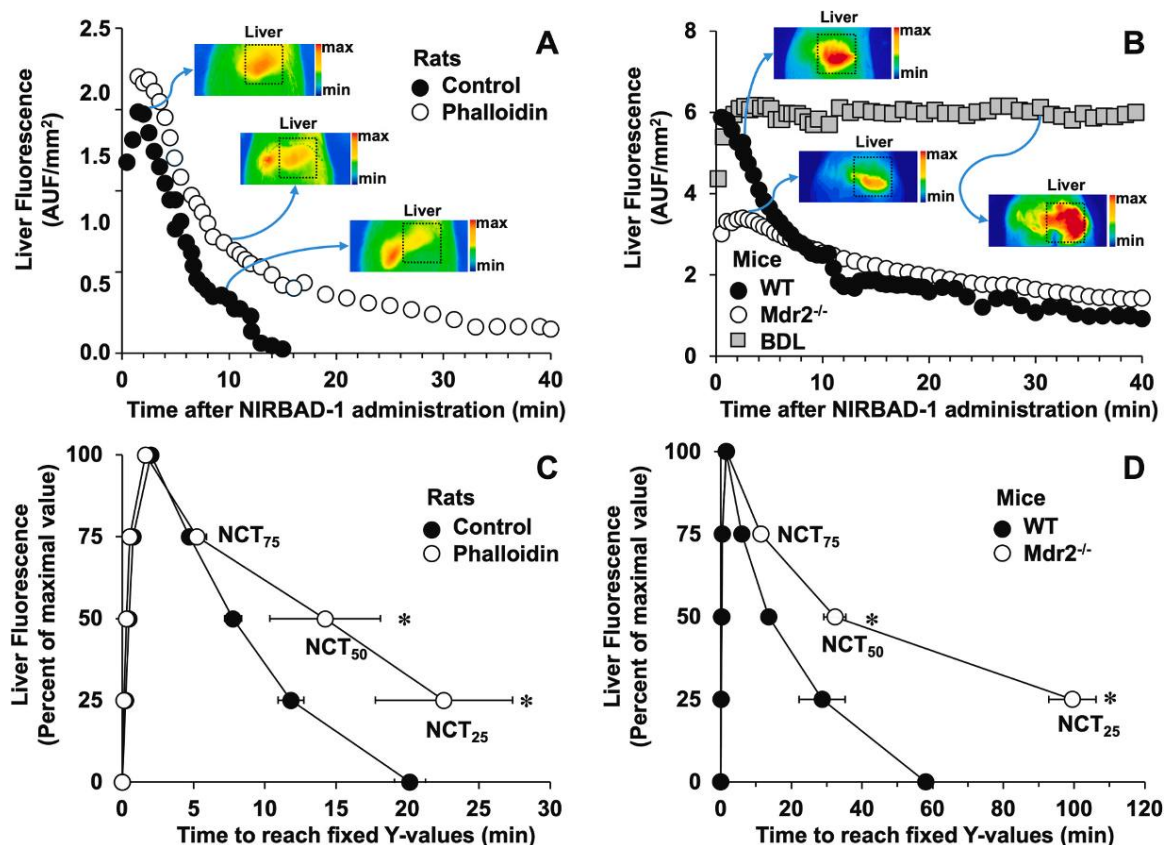 A
Liver Fluorescence
(AUF/mm²)
2.5
2.0
1.5
1.0
0.5
0.0
0 10 20 30 40
Time after NIRBAD-1 administration (min)
Liver
max
min
Liver
max
min
Liver
max
min
Rats
Control
Phalloidin
B
Liver Fluorescence
(AUF/mm²)
8
6
4
2
0
0 10 20 30 40
Time after NIRBAD-1 administration (min)
Liver
max
min
Liver
max
min
Liver
max
min
Mice
WT
Mdr2⁻/⁻
BDL
C
Liver Fluorescence
(Percent of maximal value)
100
75
50
25
0
0 5 10 15 20 25 30
Time to reach fixed Y-values (min)
Rats
Control
Phalloidin
NCT₇₅
NCT₅₀
*
NCT₂₅
*
D
Liver Fluorescence
(Percent of maximal value)
100
75
50
25
0
0 20 40 60 80 100 120
Time to reach fixed Y-values (min)
Mice
WT
Mdr2⁻/⁻
NCT₇₅
NCT₅₀
*
NCT₂₅
*